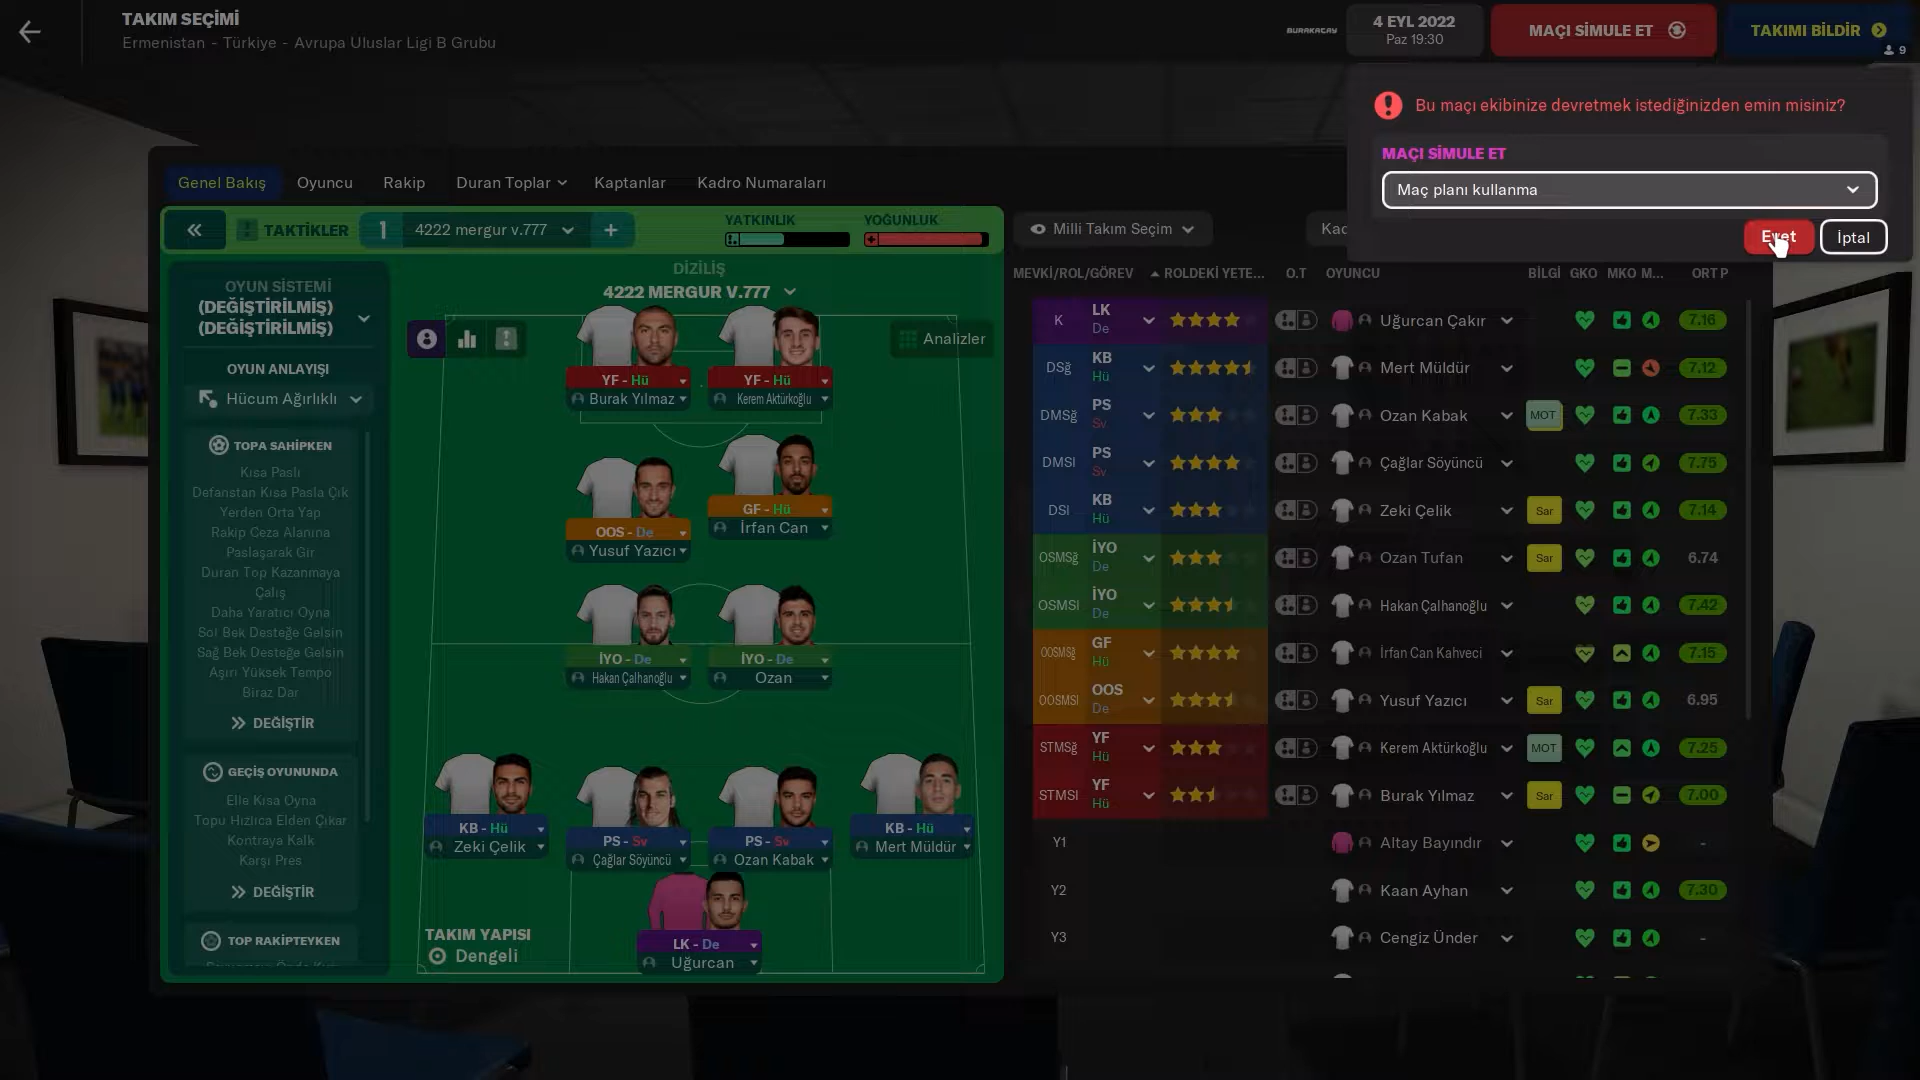 TAKIM SEÇİMİ
Ermenistan - Türkiye - Avrupa Uluslar Ligi B Grubu
BURAKACAY
4 EYL 2022
Paz 19:30
MAÇI SİMULE ET
TAKIMI BİLDİR
9
Bu maçı ekibinize devretmek istediğinizden emin misiniz?
MAÇI SİMULE ET
Maç planı kullanma
Evet
İptal
Genel Bakış
Oyuncu
Rakip
Duran Toplar
Kaptanlar
Kadro Numaraları
TAKTİKLER
1
4222 mergur v.777
YATKINLIK
YOĞUNLUK
OYUN SİSTEMİ
(DEĞİŞTİRİLMİŞ)
(DEĞİŞTİRİLMİŞ)
OYUN ANLAYIŞI
Hücum Ağırlıklı
TOPA SAHİPKEN
Kısa Paslı
Defanstan Kısa Pasla Çık
Yerden Orta Yap
Rakip Ceza Alanına
Paslaşarak Gir
Duran Top Kazanmaya
Çalış
Daha Yaratıcı Oyna
Sol Bek Desteğe Gelsin
Sağ Bek Desteğe Gelsin
Aşırı Yüksek Tempo
Biraz Dar
DEĞİŞTİR
GEÇİŞ OYUNUNDA
Elle Kısa Oyna
Topu Hızlıca Elden Çıkar
Kontraya Kalk
Karşı Pres
DEĞİŞTİR
TOP RAKİPTEYKEN
DİZİLİŞ
4222 MERGUR V.777
Analizler
YF - Hü
Burak Yılmaz
YF - Hü
Kerem Aktürkoğlu
OOS - De
Yusuf Yazıcı
GF - Hü
İrfan Can
İYO - De
Hakan Çalhanoğlu
İYO - De
Ozan
KB - Hü
Zeki Çelik
PS - Sv
Çağlar Söyüncü
PS - Sv
Ozan Kabak
KB - Hü
Mert Müldür
LK - De
Uğurcan
TAKIM YAPISI
Dengeli
Milli Takım Seçim
Kad
MEVKİ/ROL/GÖREV ROLDEKİ YETE... O.T OYUNCU BİLGİ GKO MKO M... ORT P
K LK De Uğurcan Çakır 7.16
DSğ KB Hü Mert Müldür 7.12
DMSğ PS Sv Ozan Kabak MOT 7.33
DMSI PS Sv Çağlar Söyüncü 7.75
DSI KB Hü Zeki Çelik Sar 7.14
OSMSğ İYO De Ozan Tufan Sar 6.74
OSMSI İYO De Hakan Çalhanoğlu 7.42
OOSMSğ GF Hü İrfan Can Kahveci 7.15
OOSMSI OOS De Yusuf Yazıcı Sar 6.95
STMSğ YF Hü Kerem Aktürkoğlu MOT 7.25
STMSI YF Hü Burak Yılmaz Sar 7.00
Y1 Altay Bayındır -
Y2 Kaan Ayhan 7.30
Y3 Cengiz Ünder -